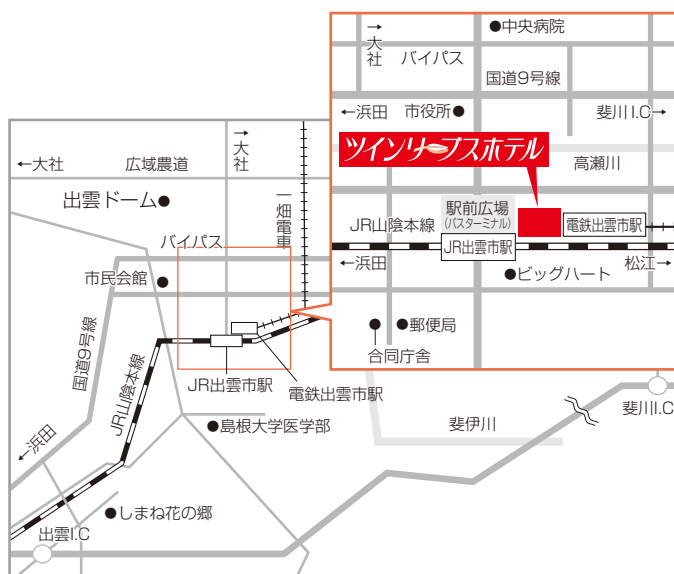 中央病院
大社
バイパス
国道9号線
←浜田
市役所
斐川I.C→
ツインリーブスホテル
高瀬川
駅前広場
(バスターミナル)
JR山陰本線
電鉄出雲市駅
JR出雲市駅
←浜田
松江→
ビッグハート
郵便局
合同庁舎
←大社
広域農道
大社
一畑電車
出雲ドーム
バイパス
市民会館
国道9号線
JR出雲市駅
電鉄出雲市駅
JR山陰本線
島根大学医学部
斐伊川
斐川I.C
←浜田
しまね花の郷
出雲I.C